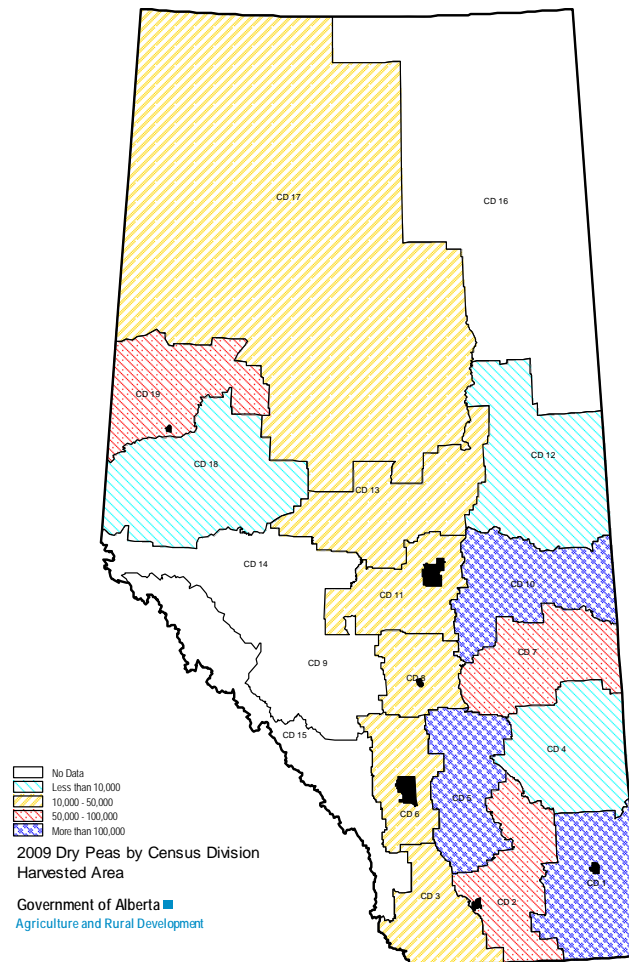 CD 17
CD 16
CD 19
CD 12
CD 18
CD 13
CD 14
CD 10
CD 11
CD 7
CD 9
CD 8
CD 15
CD 4
CD 5
CD 6
CD 1
CD 3
CD 2
No Data
Less than 10,000
10,000 - 50,000
50,000 - 100,000
More than 100,000
2009 Dry Peas by Census Division
Harvested Area
Government of Alberta
Agriculture and Rural Development